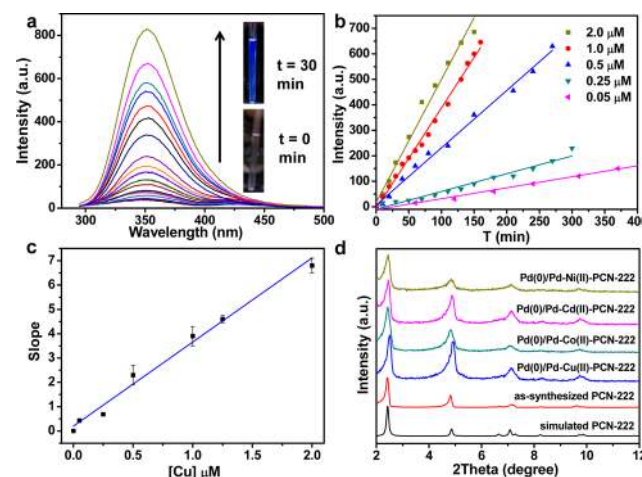 a
t = 30
min
t = 0
min
800
700
600
500
400
300
200
100
0
300 350 400 450 500
Wavelength (nm)
Intensity (a.u.)
b
2.0 μM
1.0 μM
0.5 μM
0.25 μM
0.05 μM
700
600
500
400
300
200
100
0
0 50 100 150 200 250 300 350 400
T (min)
Intensity (a.u.)
c
7
6
5
4
3
2
1
0
0.0 0.5 1.0 1.5 2.0
[Cu] μM
Slope
d
Pd(0)/Pd-Ni(II)-PCN-222
Pd(0)/Pd-Cd(II)-PCN-222
Pd(0)/Pd-Co(II)-PCN-222
Pd(0)/Pd-Cu(II)-PCN-222
as-synthesized PCN-222
simulated PCN-222
2 4 6 8 10 12
2Theta (degree)
Intensity (a.u.)